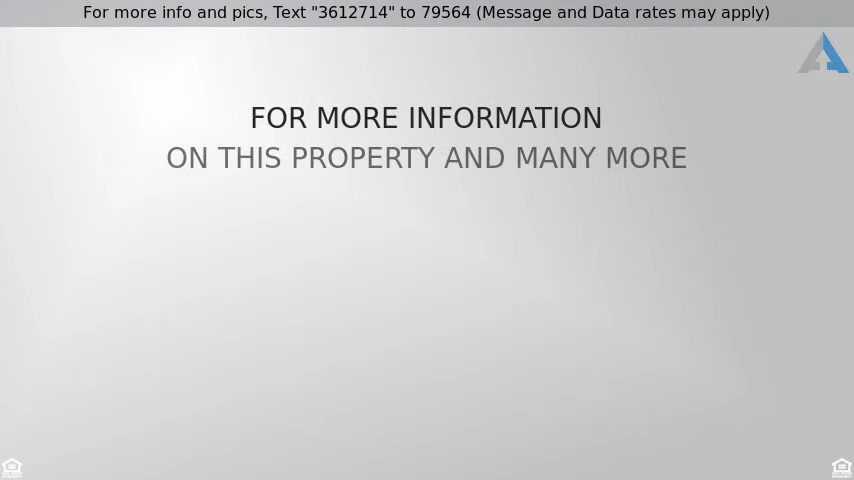 For more info and pics, Text "3612714" to 79564 (Message and Data rates may apply)
FOR MORE INFORMATION
ON THIS PROPERTY AND MANY MORE